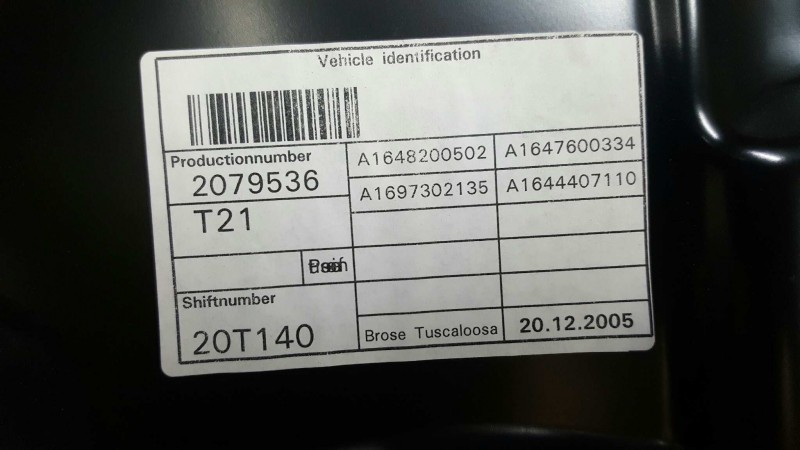 Vehicle identification
Productionnumber
2079536
A1648200502
A1647600334
A1697302135
A1644407110
T21
Shiftnumber
20T140
Brose Tuscaloosa
20.12.2005